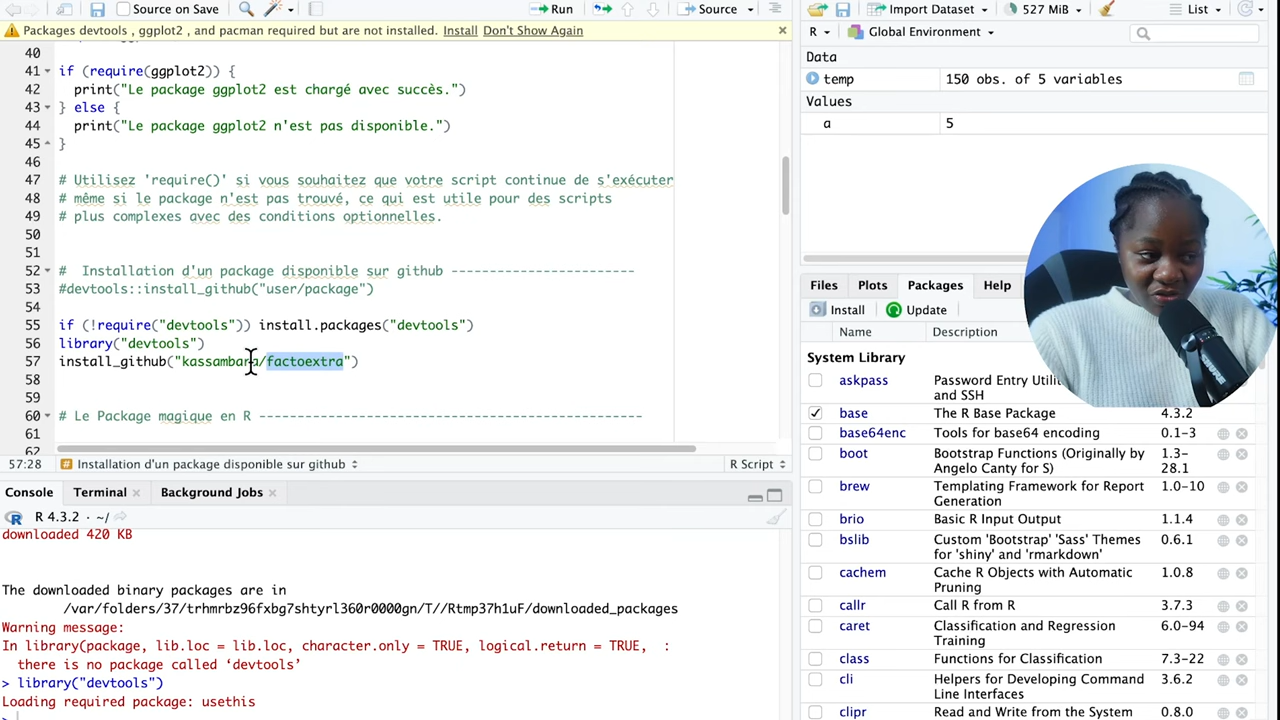 Source on Save
Run
Source
Packages devtools , ggplot2 , and pacman required but are not installed. Install Don't Show Again
40
41 if (require(ggplot2)) {
42 print("Le package ggplot2 est chargé avec succès.")
43 } else {
44 print("Le package ggplot2 n'est pas disponible.")
45 }
46
47 # Utilisez 'require()' si vous souhaitez que votre script continue de s'exécuter
48 # même si le package n'est pas trouvé, ce qui est utile pour des scripts
49 # plus complexes avec des conditions optionnelles.
50
51
52 # Installation d'un package disponible sur github -------------------------
53 #devtools::install_github("user/package")
54
55 if (!require("devtools")) install.packages("devtools")
56 library("devtools")
57 install_github("kassambara/factoextra")
58
59
60 # Le Package magique en R ---------------------------------------------------
61
62
57:28 # Installation d'un package disponible sur github
R Script
Console Terminal Background Jobs
R 4.3.2 · ~/
downloaded 420 KB
The downloaded binary packages are in
/var/folders/37/trhmrbz96fxbg7shtyrl360r0000gn/T//Rtmp37h1uF/downloaded_packages
Warning message:
In library(package, lib.loc = lib.loc, character.only = TRUE, logical.return = TRUE, :
there is no package called ‘devtools’
> library("devtools")
Loading required package: usethis
>
Import Dataset 527 MiB List
R Global Environment
Data
temp 150 obs. of 5 variables
Values
a 5
Files Plots Packages Help
Install Update
Name Description
System Library
askpass Password Entry
and SSH
base The R Base Package 4.3.2
base64enc Tools for base64 encoding 0.1-3
boot Bootstrap Functions (Originally by 1.3-
Angelo Canty for S) 28.1
brew Templating Framework for Report 1.0-10
Generation
brio Basic R Input Output 1.1.4
bslib Custom 'Bootstrap' 'Sass' Themes 0.6.1
for 'shiny' and 'rmarkdown'
cachem Cache R Objects with Automatic 1.0.8
Pruning
callr Call R from R 3.7.3
caret Classification and Regression 6.0-94
Training
class Functions for Classification 7.3-22
cli Helpers for Developing Command 3.6.2
Line Interfaces
clipr Read and Write from the System 0.8.0